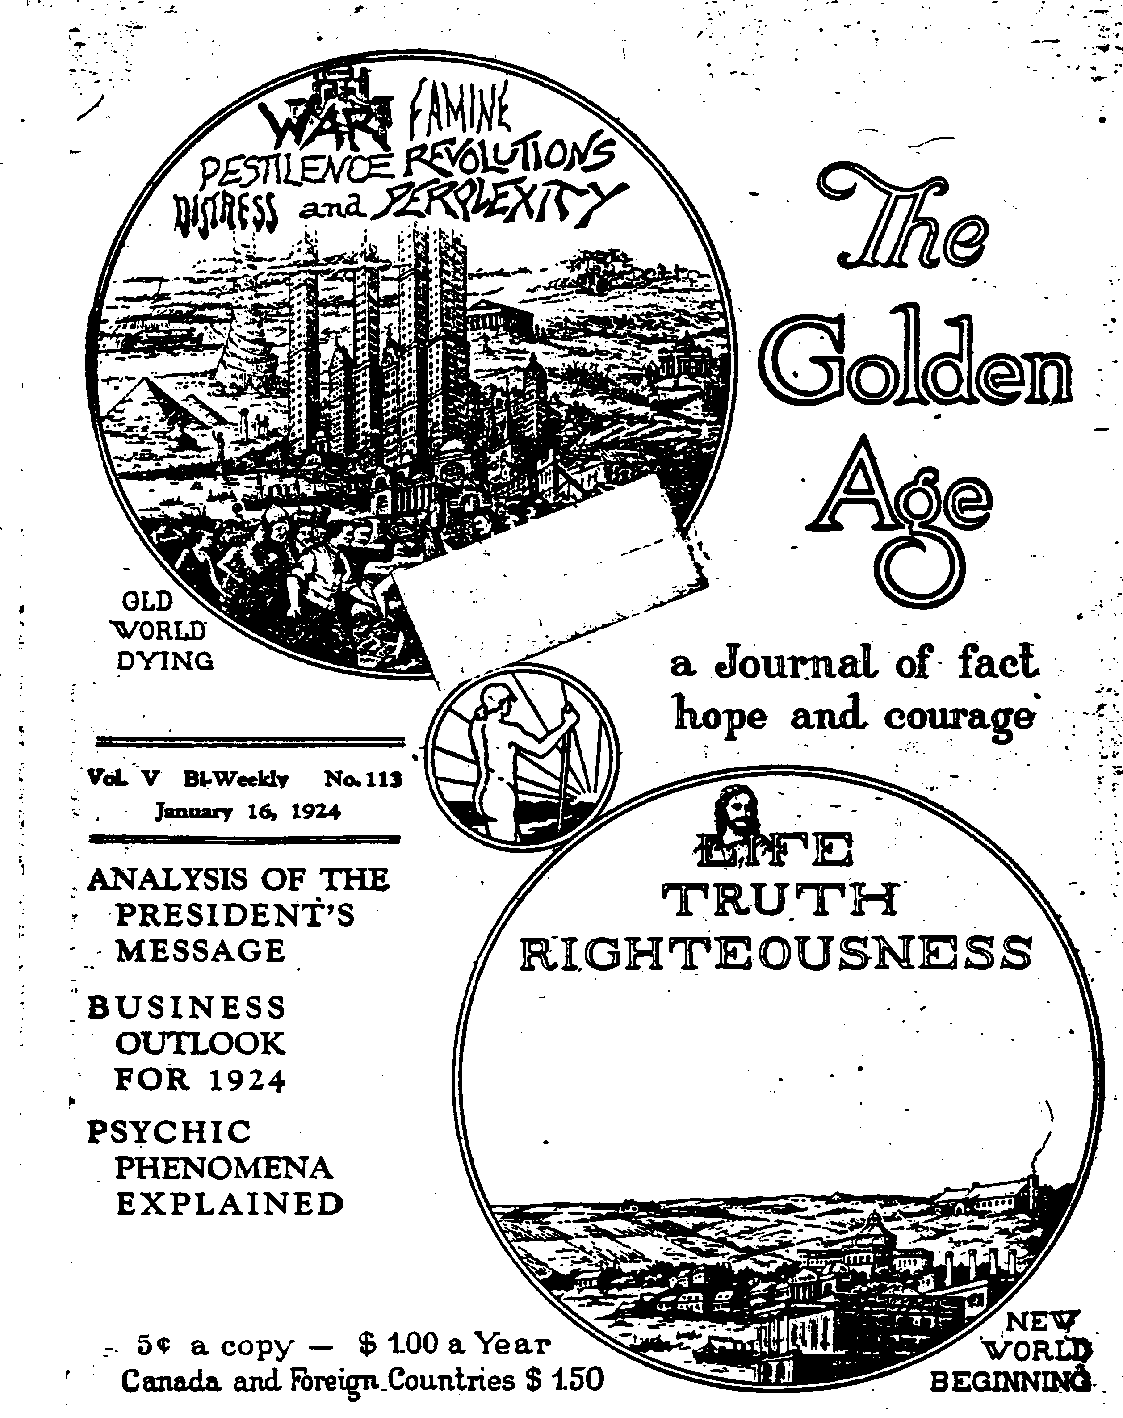 WAR FAMINE
PESTILENCE REVOLUTIONS
DISTRESS and PERPLEXITY
The
Golden
Age
OLD
WORLD
DYING
a Journal of fact
hope and courage
Vol. V Bi-Weekly No. 113
January 16, 1924
LIFE
TRUTH
RIGHTEOUSNESS
ANALYSIS OF THE
PRESIDENT'S
MESSAGE
BUSINESS
OUTLOOK
FOR 1924
PSYCHIC
PHENOMENA
EXPLAINED
5¢ a copy — $ 1.00 a Year
Canada and Foreign Countries $ 1.50
NEW
WORLD
BEGINNING